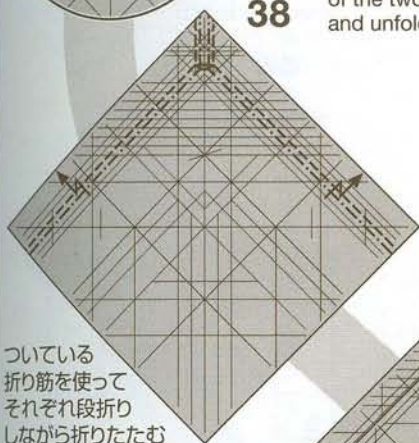 38
of the two
and unfol
ついている
折り筋を使って
それぞれ段折り
しながら折りたたむ